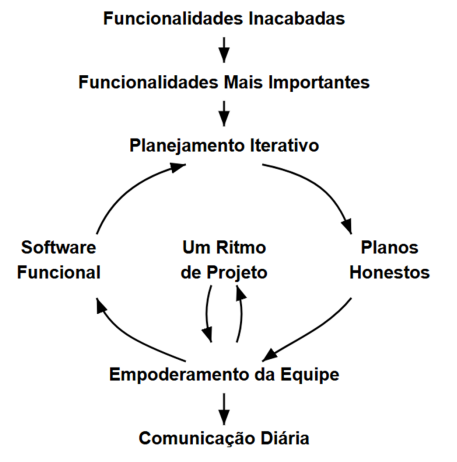 Funcionalidades Inacabadas
Funcionalidades Mais Importantes
Planejamento Iterativo
Software
Funcional
Um Ritmo
de Projeto
Planos
Honestos
Empoderamento da Equipe
Comunicação Diária